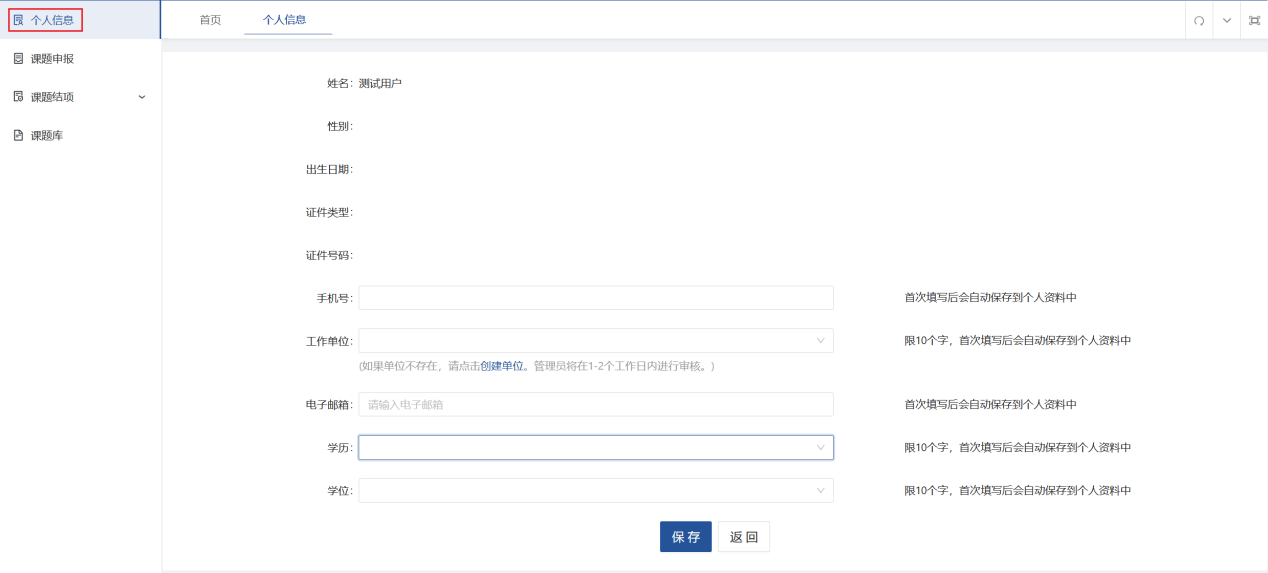 个人信息
课题申报
课题结项
课题库
首页 个人信息
姓名: 测试用户
性别:
出生日期:
证件类型:
证件号码:
手机号: 首次填写后会自动保存到个人资料中
工作单位: 限10个字，首次填写后会自动保存到个人资料中
(如果单位不存在，请点击创建单位。管理员将在1-2个工作日内进行审核。)
电子邮箱: 请输入电子邮箱 首次填写后会自动保存到个人资料中
学历: 限10个字，首次填写后会自动保存到个人资料中
学位: 限10个字，首次填写后会自动保存到个人资料中
保存 返回